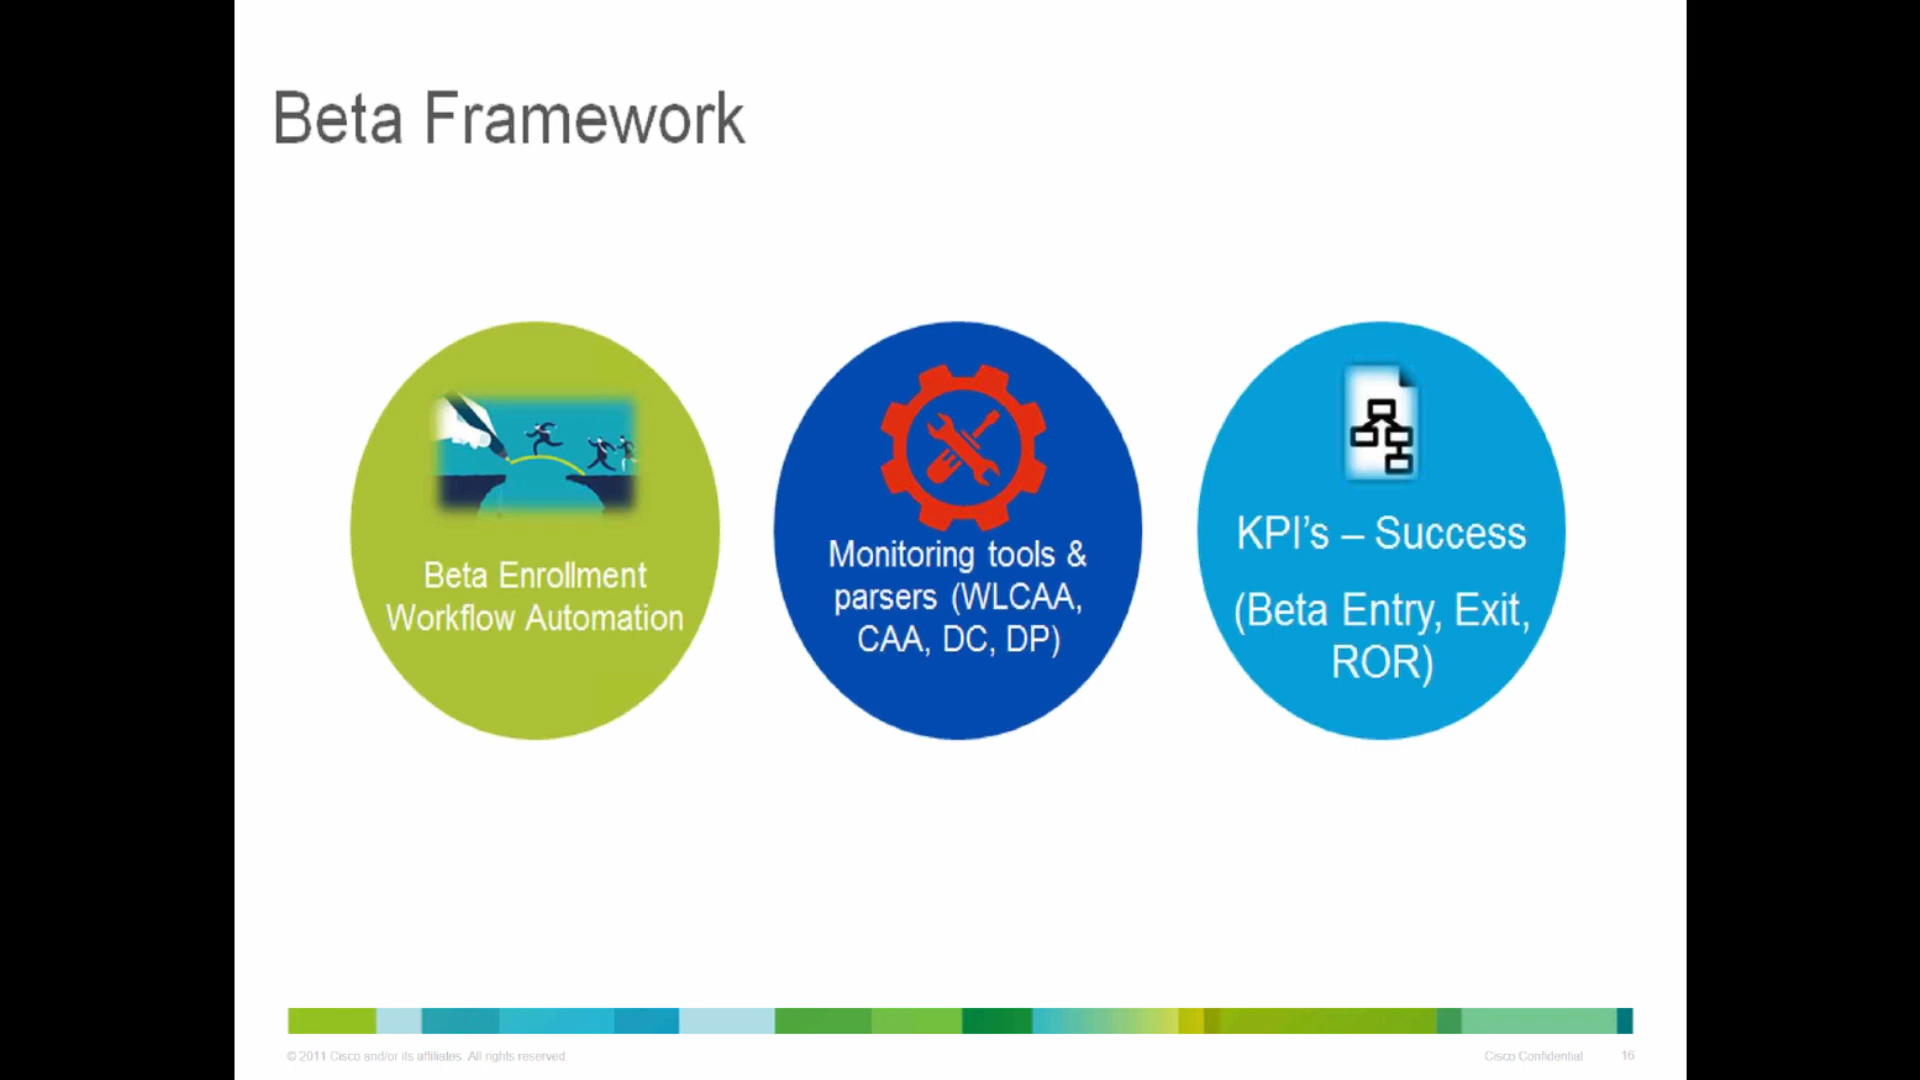 Beta Framework
Beta Enrollment
Workflow Automation
Monitoring tools &
parsers (WLCAA,
CAA, DC, DP)
KPI's – Success
(Beta Entry, Exit,
ROR)
© 2011 Cisco and/or its affiliates. All rights reserved.
Cisco Confidential
16